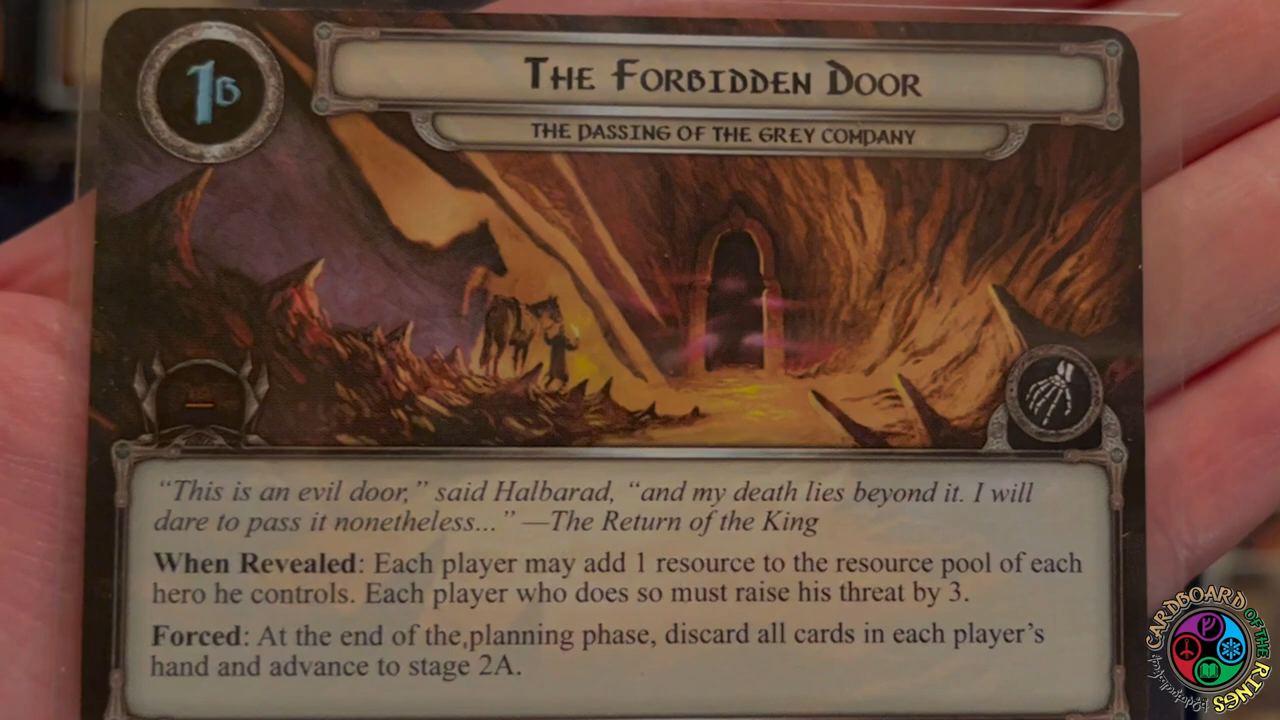 1B
THE FORBIDDEN DOOR
THE PASSING OF THE GREY COMPANY
–
“This is an evil door,” said Halbarad, “and my death lies beyond it. I will
dare to pass it nonetheless...” —The Return of the King
When Revealed: Each player may add 1 resource to the resource pool of each
hero he controls. Each player who does so must raise his threat by 3.
Forced: At the end of the planning phase, discard all cards in each player’s
hand and advance to stage 2A.
CARDBOARD OF THE RINGS